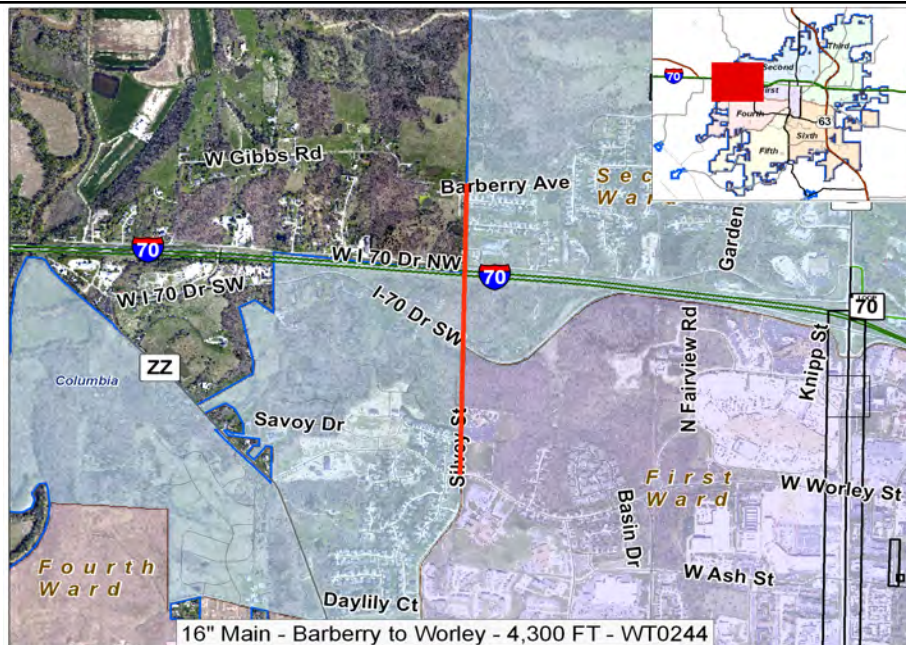 Third
Second
70
irst
Fourth
63
Sixth
Fifth
W Gibbs Rd
Barberry Ave
Sec
Ward
Garden
70
W I 70 Dr NW
70
W I 70 Dr SW
I-70 Dr SW
70
ZZ
Columbia
N Fairview Rd
Knipp St
Savoy Dr
Silvey St
First
Ward
W Worley St
Basin Dr
Fourth
Ward
W Ash St
Daylily Ct
16" Main - Barberry to Worley - 4,300 FT - WT0244